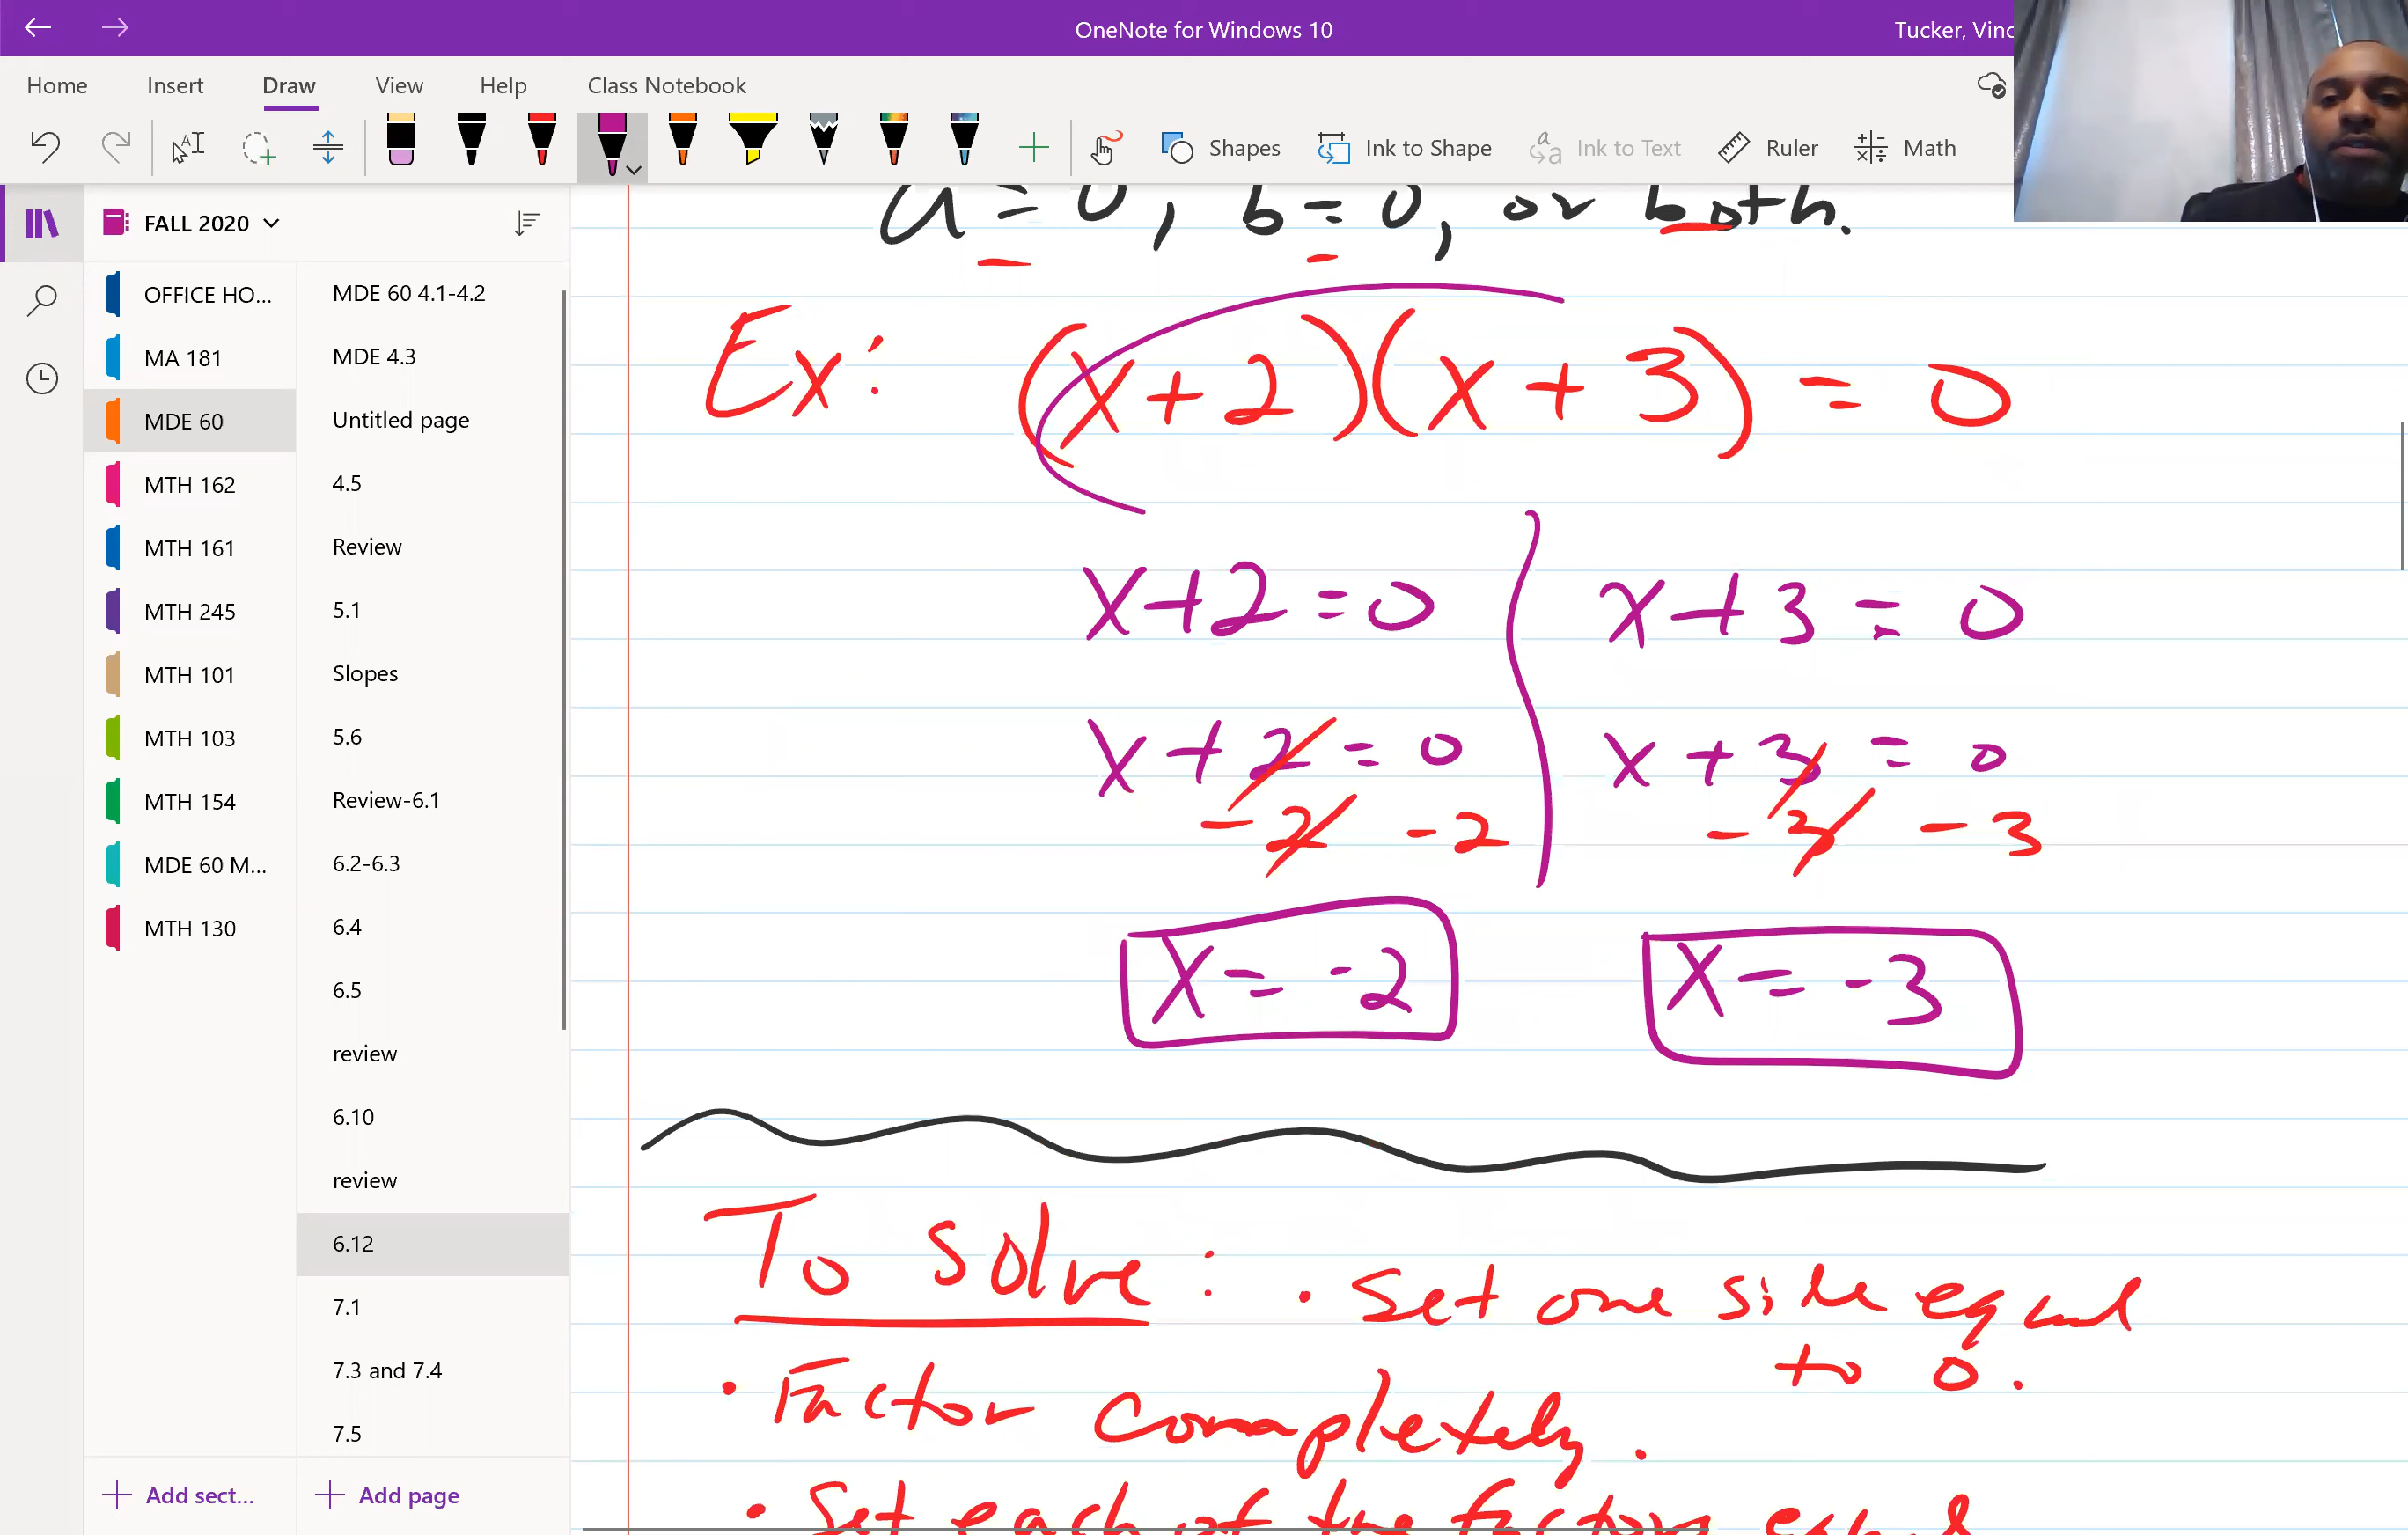 OneNote for Windows 10
Tucker, Vinc
Home Insert Draw View Help Class Notebook
Shapes Ink to Shape Ink to Text Ruler Math
FALL 2020
OFFICE HO...
MA 181
MDE 60
MTH 162
MTH 161
MTH 245
MTH 101
MTH 103
MTH 154
MDE 60 M...
MTH 130
Add sect...
MDE 60 4.1-4.2
MDE 4.3
Untitled page
4.5
Review
5.1
Slopes
5.6
Review-6.1
6.2-6.3
6.4
6.5
review
6.10
review
6.12
7.1
7.3 and 7.4
7.5
Add page
a = 0, b = 0, or both.
Ex: (x+2)(x+3) = 0
x+2=0 x+3=0
x+2=0 x+3=0
-2 -2 -3 -3
x = -2 x = -3
To solve: • Set one side equal
to 0.
• Factor completely.
• Set each of the factors equal